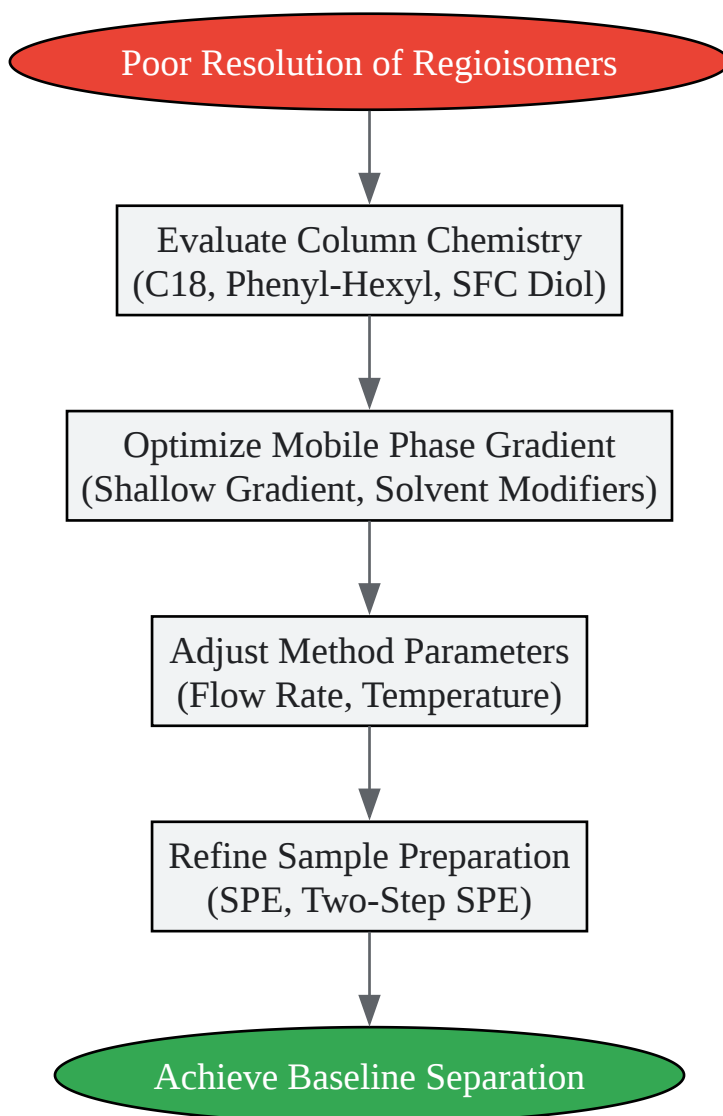 Poor Resolution of Regioisomers
Evaluate Column Chemistry
(C18, Phenyl-Hexyl, SFC Diol)
Optimize Mobile Phase Gradient
(Shallow Gradient, Solvent Modifiers)
Adjust Method Parameters
(Flow Rate, Temperature)
Refine Sample Preparation
(SPE, Two-Step SPE)
Achieve Baseline Separation